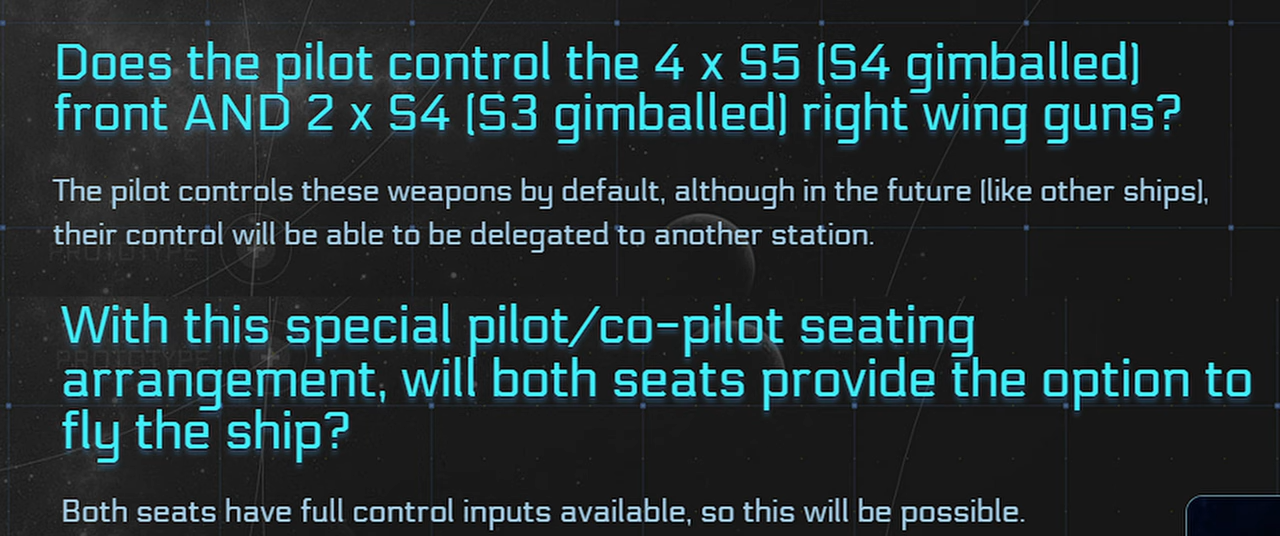 Does the pilot control the 4 x S5 (S4 gimballed)
front AND 2 x S4 (S3 gimballed) right wing guns?
The pilot controls these weapons by default, although in the future (like other ships),
their control will be able to be delegated to another station.
PROTOTYPE
With this special pilot/co-pilot seating
PROTOTYPE
arrangement, will both seats provide the option to
fly the ship?
Both seats have full control inputs available, so this will be possible.